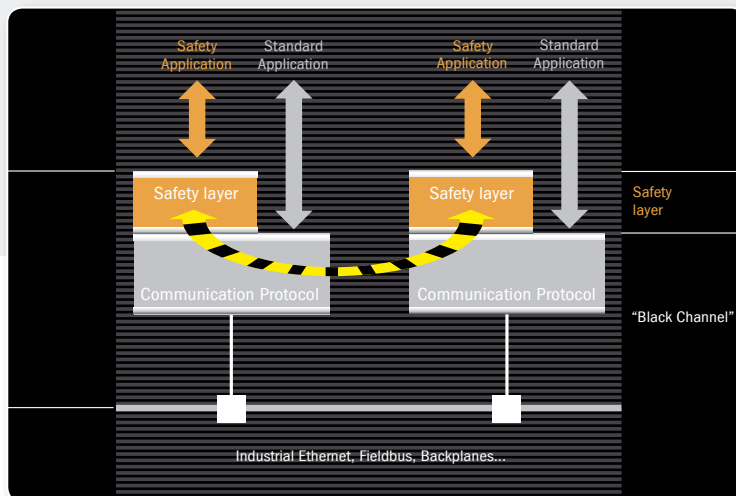 Safety
Application
Standard
Application
Safety
Application
Standard
Application
Safety layer
Safety layer
Safety
layer
Communication Protocol
Communication Protocol
“Black Channel”
Industrial Ethernet, Fieldbus, Backplanes...